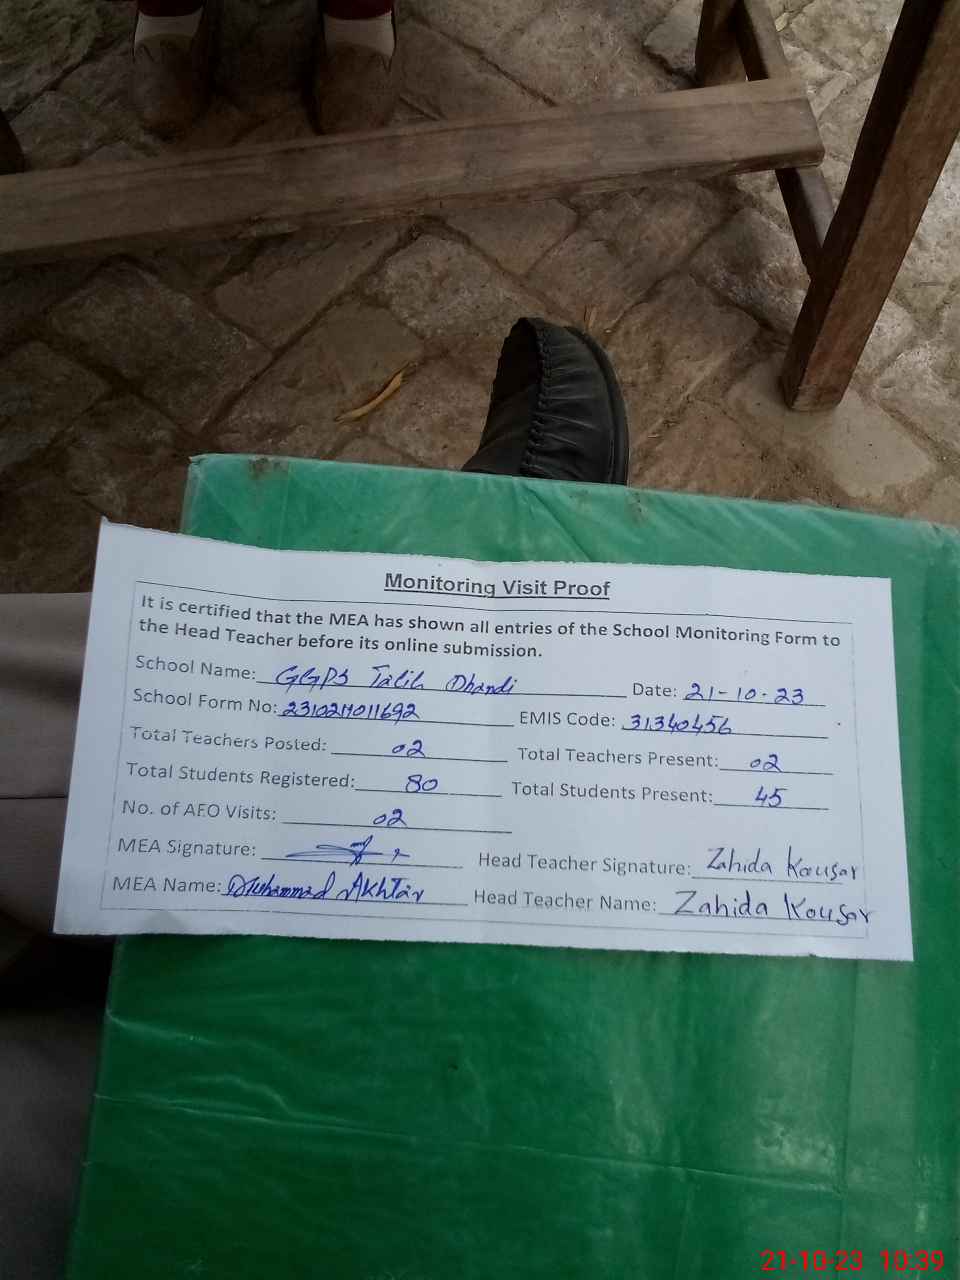 Monitoring Visit Proof
It is certified that the MEA has shown all entries of the School Monitoring Form to
the Head Teacher before its online submission.
School Name: GGPS Talib Dhandi Date: 21-10-23
School Form No: EMIS Code: 31340456
Total Teachers Posted: 02 Total Teachers Present: 02
Total Students Registered: 80 Total Students Present: 45
No. of AEO Visits: 02
MEA Signature: Head Teacher Signature: Zahida Kousar
MEA Name: Muhammad Akhtar Head Teacher Name: Zahida Kousar
21-10-23 10:39